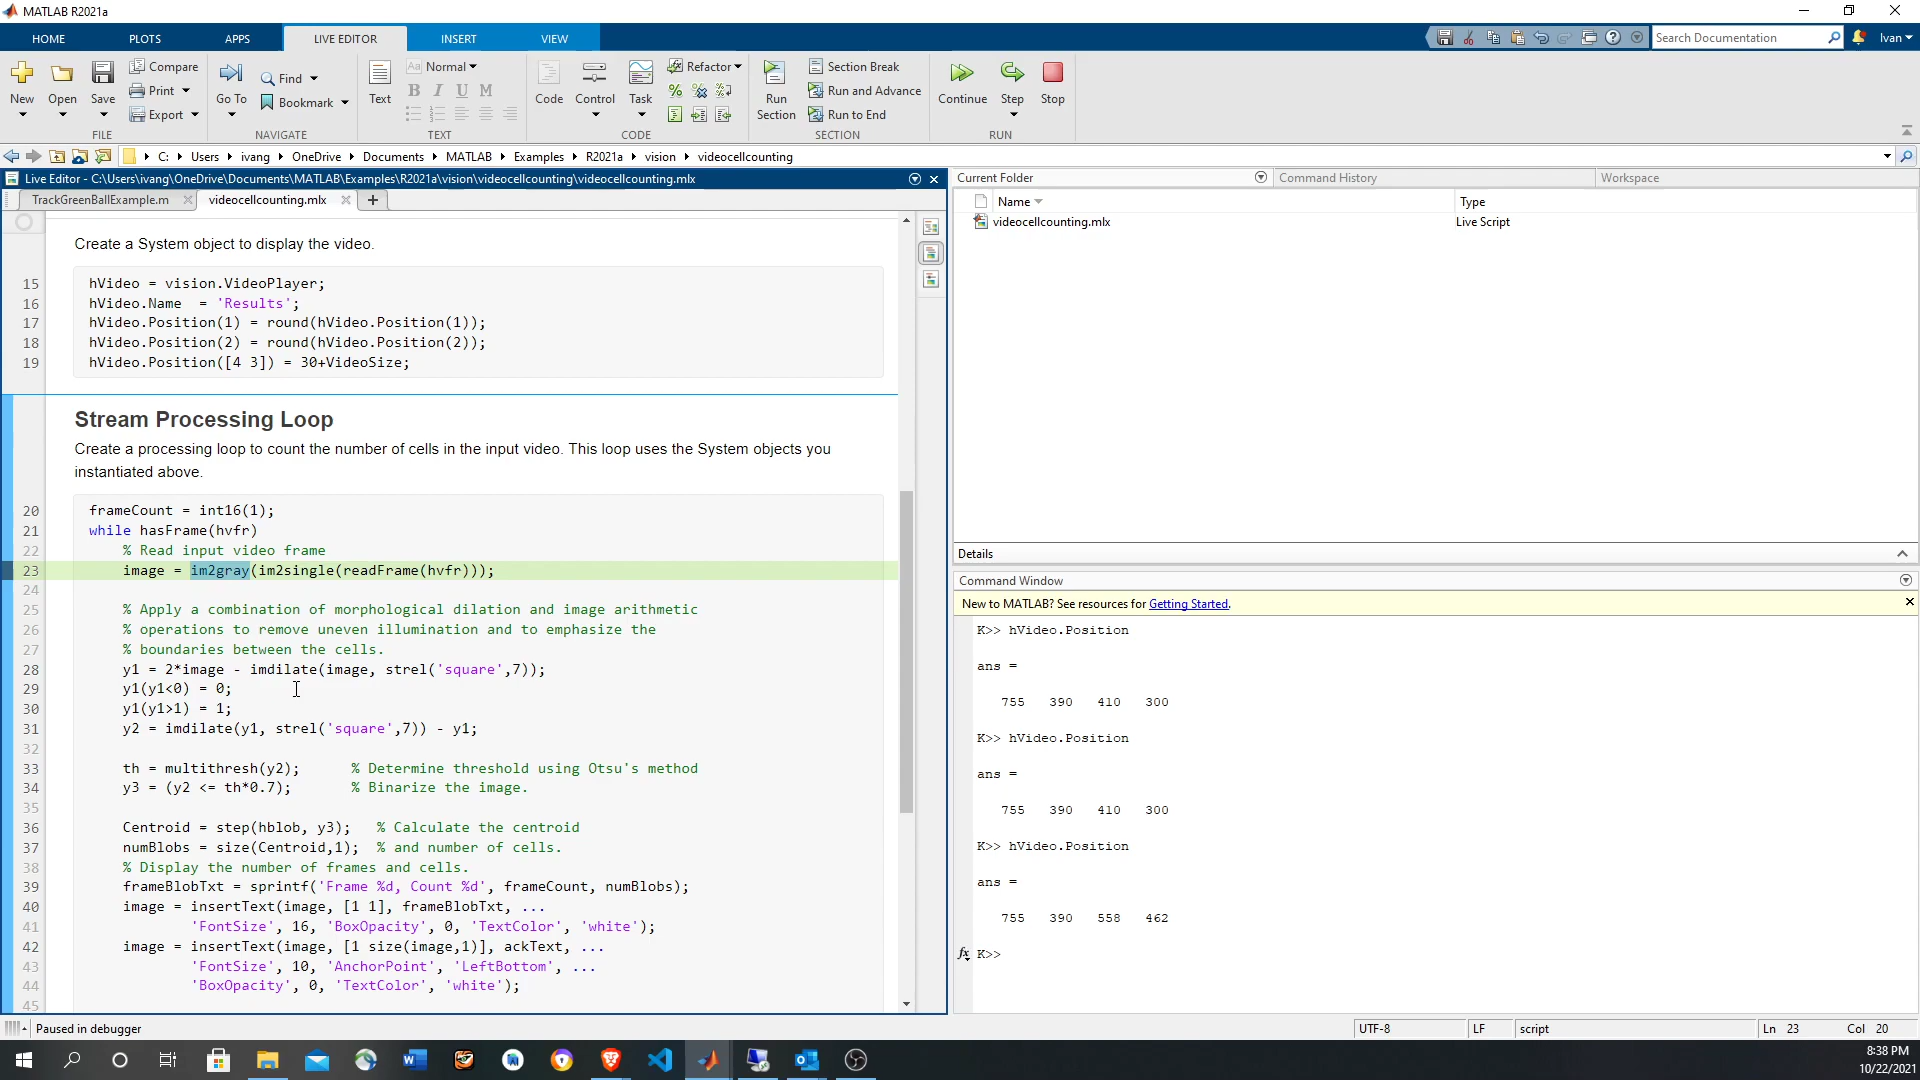 MATLAB R2021a
HOME
PLOTS
APPS
LIVE EDITOR
INSERT
VIEW
Search Documentation
Ivan
New
Open
Save
Compare
Print
Export
FILE
Go To
Find
Bookmark
NAVIGATE
Text
Aa Normal
B I U M
TEXT
Code
Control
Task
Refactor
CODE
Run Section
Section Break
Run and Advance
Run to End
SECTION
Continue
Step
Stop
RUN
C: Users ivang OneDrive Documents MATLAB Examples R2021a vision videocellcounting
Live Editor - C:\Users\ivang\OneDrive\Documents\MATLAB\Examples\R2021a\vision\videocellcounting\videocellcounting.mlx
TrackGreenBallExample.m
videocellcounting.mlx
Create a System object to display the video.
15 hVideo = vision.VideoPlayer;
16 hVideo.Name  = 'Results';
17 hVideo.Position(1) = round(hVideo.Position(1));
18 hVideo.Position(2) = round(hVideo.Position(2));
19 hVideo.Position([4 3]) = 30+VideoSize;
Stream Processing Loop
Create a processing loop to count the number of cells in the input video. This loop uses the System objects you
instantiated above.
20 frameCount = int16(1);
21 while hasFrame(hvfr)
22 % Read input video frame
23 image = im2gray(im2single(readFrame(hvfr)));
24
25 % Apply a combination of morphological dilation and image arithmetic
26 % operations to remove uneven illumination and to emphasize the
27 % boundaries between the cells.
28 y1 = 2*image - imdilate(image, strel('square',7));
29 y1(y1<0) = 0;
30 y1(y1>1) = 1;
31 y2 = imdilate(y1, strel('square',7)) - y1;
32
33 th = multithresh(y2);      % Determine threshold using Otsu's method
34 y3 = (y2 <= th*0.7);       % Binarize the image.
35
36 Centroid = step(hblob, y3);   % Calculate the centroid
37 numBlobs = size(Centroid,1);  % and number of cells.
38 % Display the number of frames and cells.
39 frameBlobTxt = sprintf('Frame %d, Count %d', frameCount, numBlobs);
40 image = insertText(image, [1 1], frameBlobTxt, ...
41 'FontSize', 16, 'BoxOpacity', 0, 'TextColor', 'white');
42 image = insertText(image, [1 size(image,1)], ackText, ...
43 'FontSize', 10, 'AnchorPoint', 'LeftBottom', ...
44 'BoxOpacity', 0, 'TextColor', 'white');
45
Current Folder
Command History
Workspace
Name
Type
videocellcounting.mlx
Live Script
Details
Command Window
New to MATLAB? See resources for Getting Started.
K>> hVideo.Position
ans =
755   390   410   300
K>> hVideo.Position
ans =
755   390   410   300
K>> hVideo.Position
ans =
755   390   558   462
fx K>>
Paused in debugger
UTF-8
LF
script
Ln 23
Col 20
8:38 PM
10/22/2021